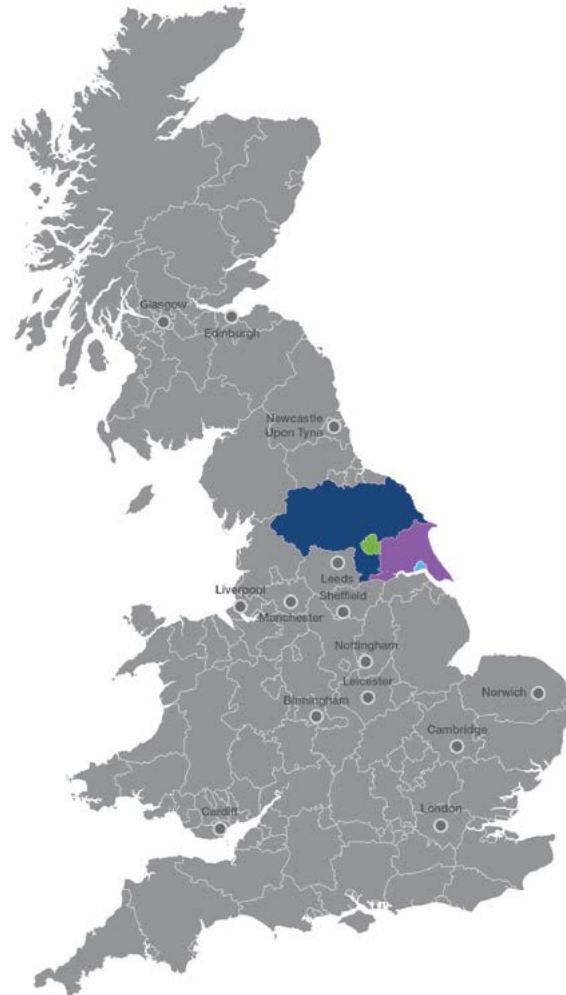 Glasgow
Edinburgh
Newcastle
Upon Tyne
Leeds
Liverpool
Sheffield
Manchester
Nottingham
Leicester
Norwich
Birmingham
Cambridge
Cardiff
London